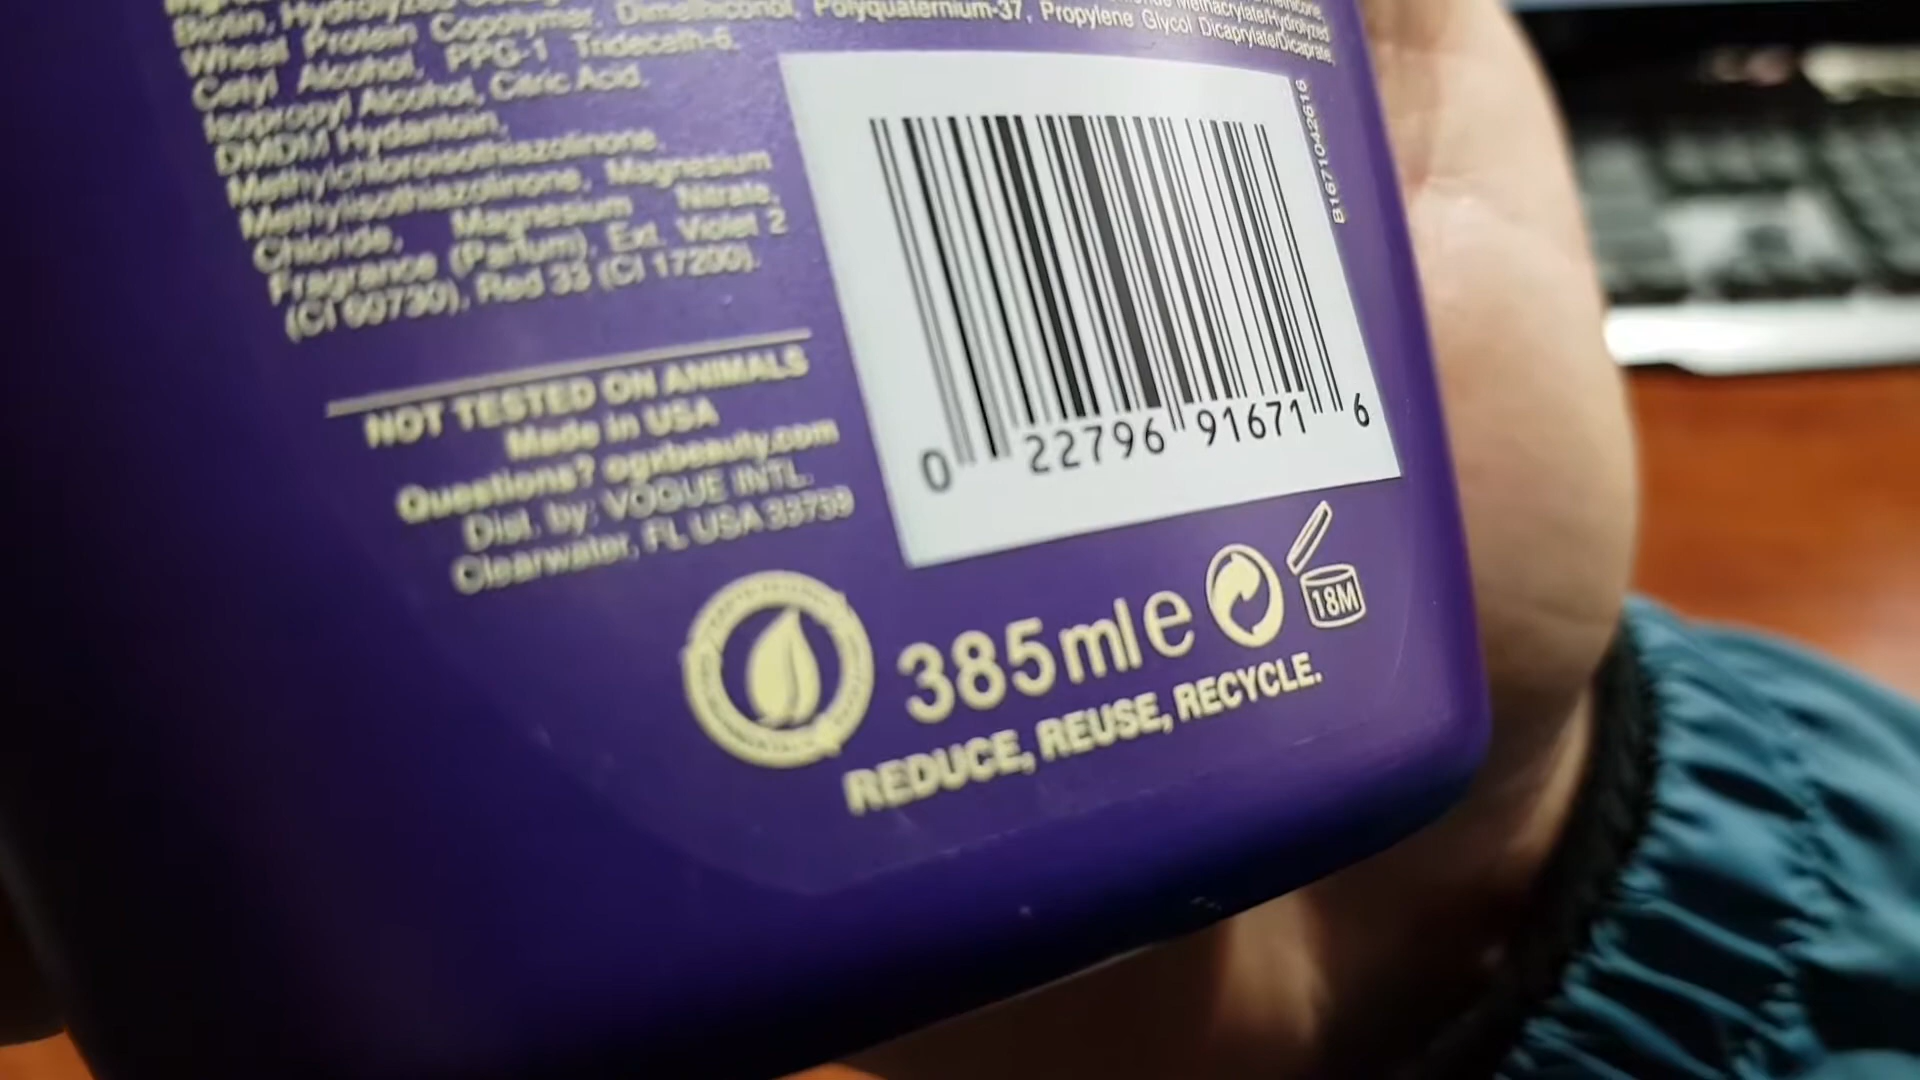 Biotin, Hydrolyzed
Wheat Protein Copolymer, Dimethiconol, Polyquaternium-37, Propylene Glycol Dicaprylate/Dicaprate,
Methacrylate/Hydrolyzed
Cetyl Alcohol, PPG-1 Trideceth-6,
Isopropyl Alcohol, Citric Acid,
DMDM Hydantoin,
Methylchloroisothiazolinone,
Methylisothiazolinone, Magnesium
Chloride, Magnesium Nitrate,
Fragrance (Parfum), Ext. Violet 2
(CI 60730), Red 33 (CI 17200).
NOT TESTED ON ANIMALS
Made in USA
Questions? ogxbeauty.com
Dist. by: VOGUE INTL.
Clearwater, FL USA 33759
B1671042616
0 22796 91671 6
385ml e
18M
REDUCE, REUSE, RECYCLE.